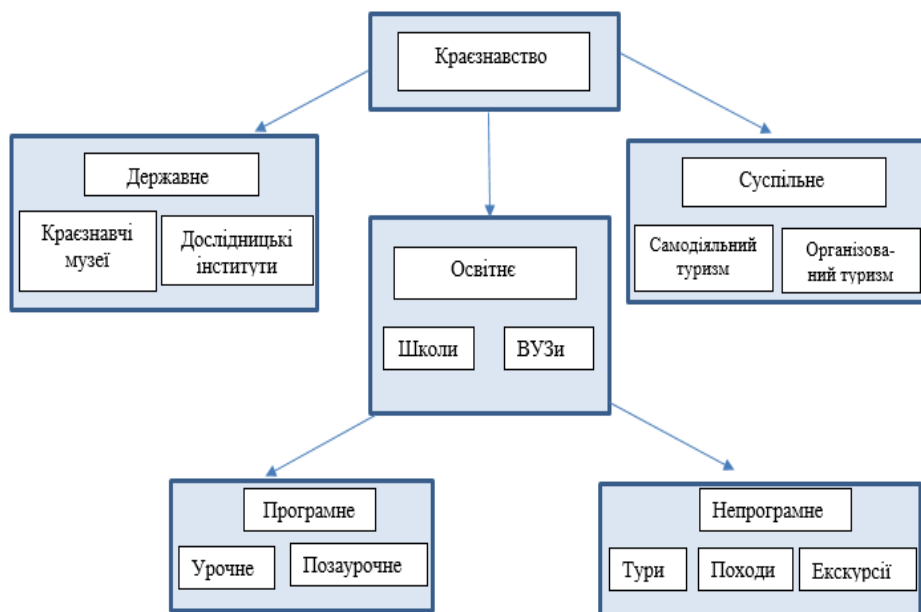 Краєзнавство
Державне
Краєзнавчі
музеї
Дослідницькі
інститути
Суспільне
Самодіяльний
туризм
Організова-
ний туризм
Освітнє
Школи
ВУЗи
Програмне
Урочне
Позаурочне
Непрограмне
Тури
Походи
Екскурсії